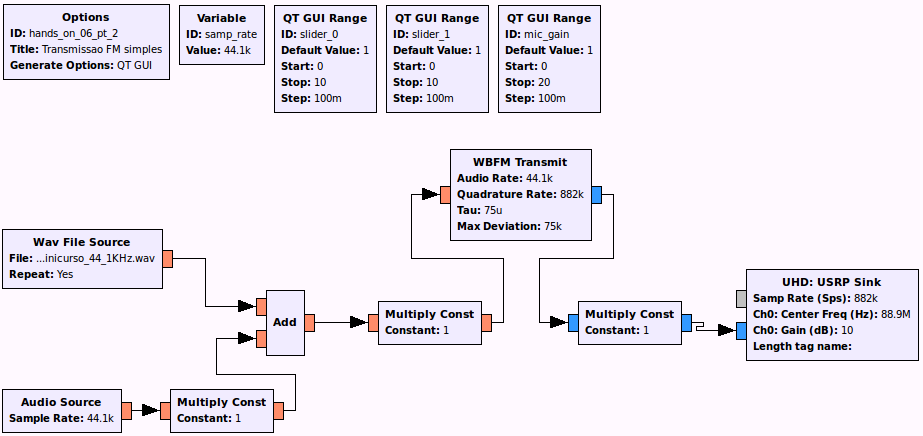 Options
ID: hands_on_06_pt_2
Title: Transmissao FM simples
Generate Options: QT GUI
Variable
ID: samp_rate
Value: 44.1k
QT GUI Range
ID: slider_0
Default Value: 1
Start: 0
Stop: 10
Step: 100m
QT GUI Range
ID: slider_1
Default Value: 1
Start: 0
Stop: 10
Step: 100m
QT GUI Range
ID: mic_gain
Default Value: 1
Start: 0
Stop: 20
Step: 100m
WBFM Transmit
Audio Rate: 44.1k
Quadrature Rate: 882k
Tau: 75u
Max Deviation: 75k
Wav File Source
File: ...inicurso_44_1KHz.wav
Repeat: Yes
Add
Multiply Const
Constant: 1
Multiply Const
Constant: 1
UHD: USRP Sink
Samp Rate (Sps): 882k
Ch0: Center Freq (Hz): 88.9M
Ch0: Gain (dB): 10
Length tag name:
Audio Source
Sample Rate: 44.1k
Multiply Const
Constant: 1